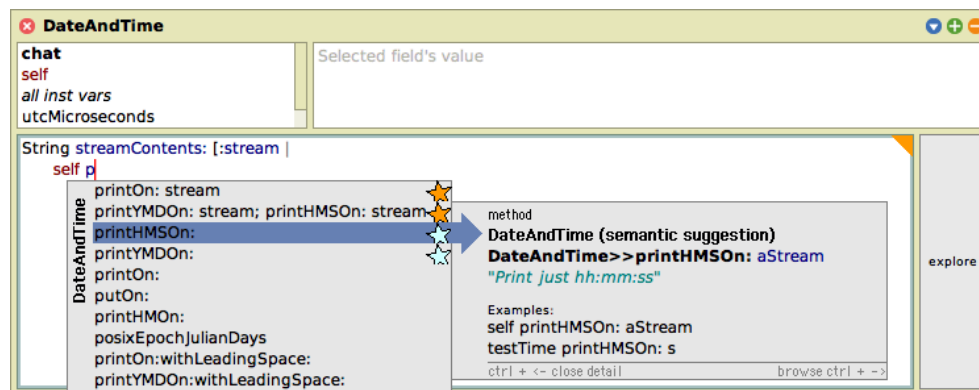 DateAndTime
chat
self
all inst vars
utcMicroseconds
Selected field's value
String streamContents: [:stream |
self p
DateAndTime
printOn: stream
printYMDOn: stream; printHMSOn: stream
printHMSOn:
printYMDOn:
printOn:
putOn:
printHMOn:
posixEpochJulianDays
printOn:withLeadingSpace:
printYMDOn:withLeadingSpace:
method
DateAndTime (semantic suggestion)
DateAndTime>>printHMSOn: aStream
"Print just hh:mm:ss"
Examples:
self printHMSOn: aStream
testTime printHMSOn: s
ctrl + <- close detail
browse ctrl + ->
explore